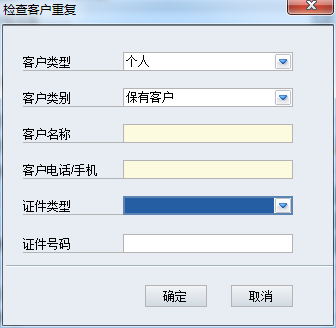 检查客户重复
客户类型 个人
客户类别 保有客户
客户名称
客户电话/手机
证件类型
证件号码
确定 取消